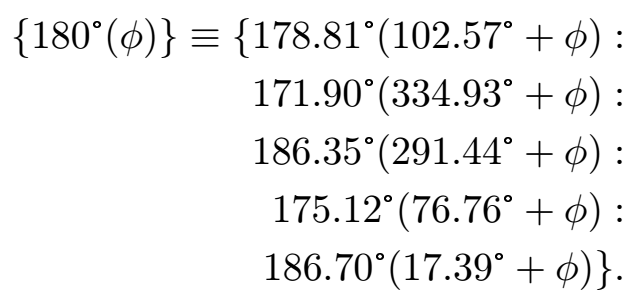 {180°(ϕ)} ≡ {178.81°(102.57° + ϕ) :
171.90°(334.93° + ϕ) :
186.35°(291.44° + ϕ) :
175.12°(76.76° + ϕ) :
186.70°(17.39° + ϕ)}.